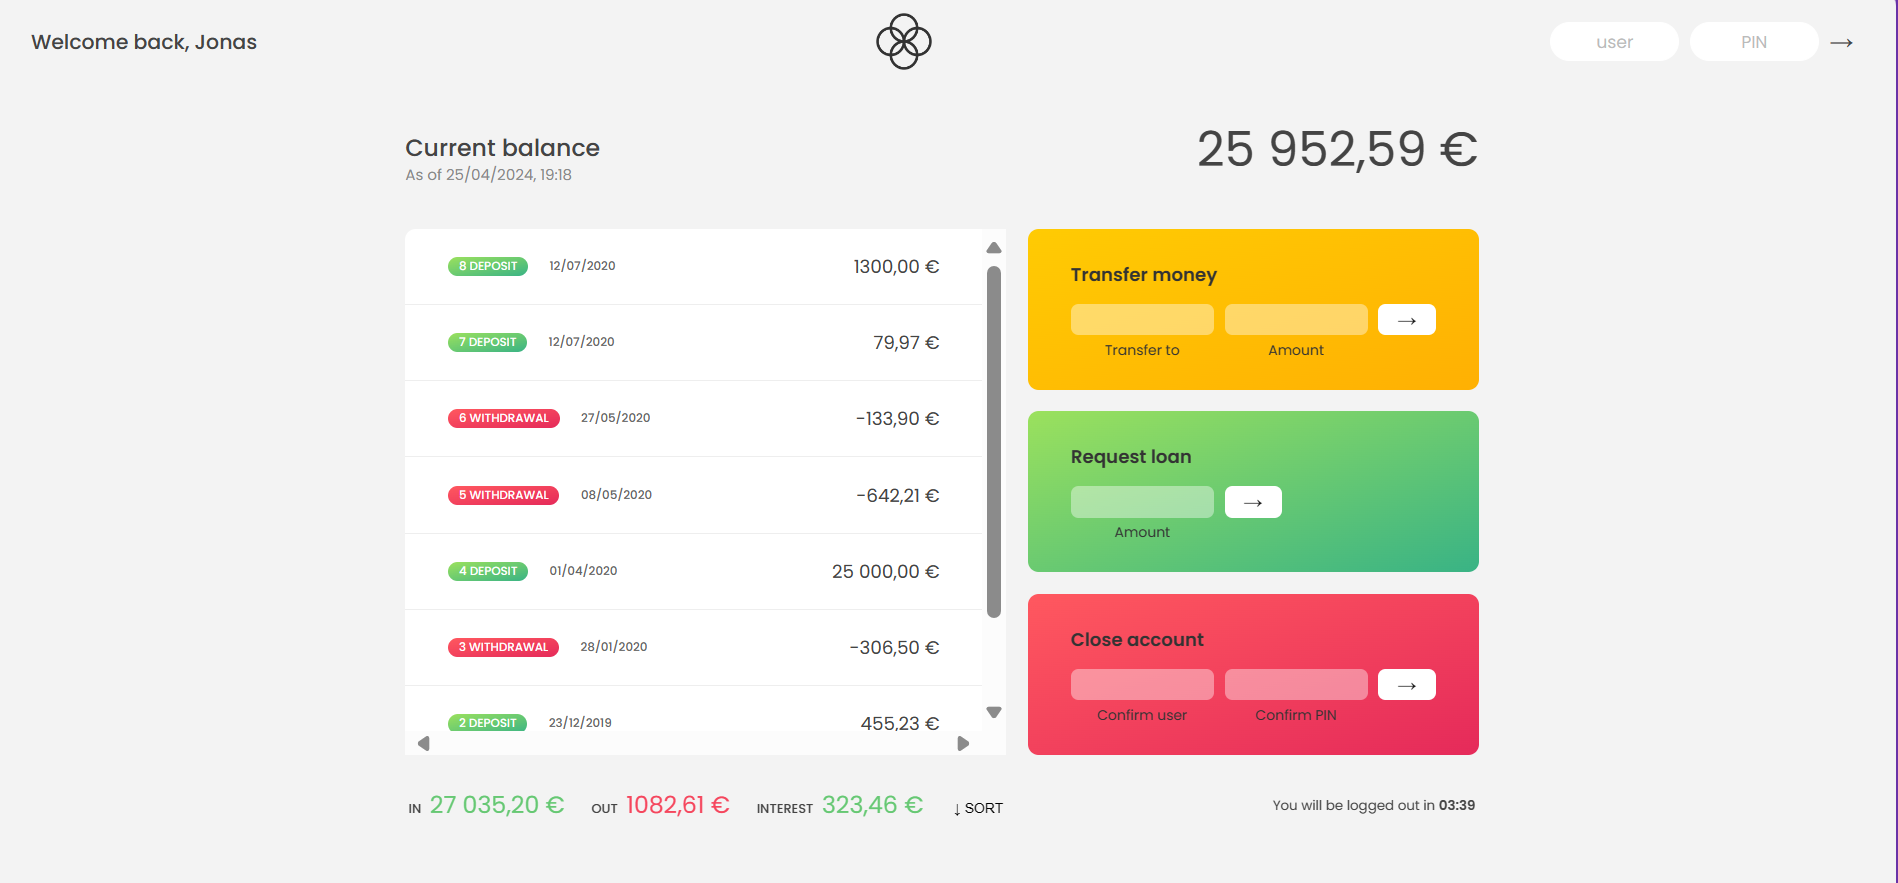 Welcome back, Jonas
user PIN →
Current balance
As of 25/04/2024, 19:18
25 952,59 €
8 DEPOSIT 12/07/2020 1300,00 €
7 DEPOSIT 12/07/2020 79,97 €
6 WITHDRAWAL 27/05/2020 -133,90 €
5 WITHDRAWAL 08/05/2020 -642,21 €
4 DEPOSIT 01/04/2020 25 000,00 €
3 WITHDRAWAL 28/01/2020 -306,50 €
2 DEPOSIT 23/12/2019 455,23 €
Transfer money
→
Transfer to Amount
Request loan
→
Amount
Close account
→
Confirm user Confirm PIN
IN 27 035,20 € OUT 1082,61 € INTEREST 323,46 € ↓ SORT
You will be logged out in 03:39